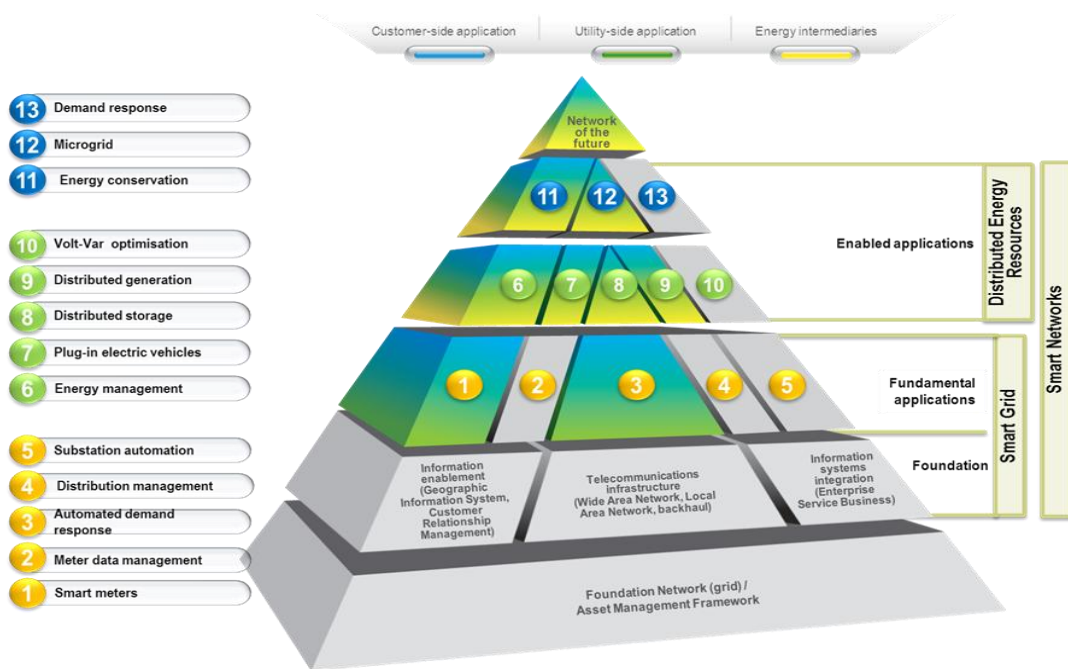 Customer-side application
Utility-side application
Energy intermediaries
13 Demand response
12 Microgrid
11 Energy conservation
10 Volt-Var optimisation
9 Distributed generation
8 Distributed storage
7 Plug-in electric vehicles
6 Energy management
5 Substation automation
4 Distribution management
3 Automated demand
response
2 Meter data management
1 Smart meters
Network
of the
future
11 12 13
6 7 8 9 10
1 2 3 4 5
Information
enablement
(Geographic
Information System,
Customer
Relationship
Management)
Telecommunications
infrastructure
(Wide Area Network, Local
Area Network, backhaul)
Information
systems
integration
(Enterprise
Service Business)
Foundation Network (grid) /
Asset Management Framework
Enabled applications
Fundamental
applications
Foundation
Distributed Energy
Resources
Smart Grid
Smart Networks